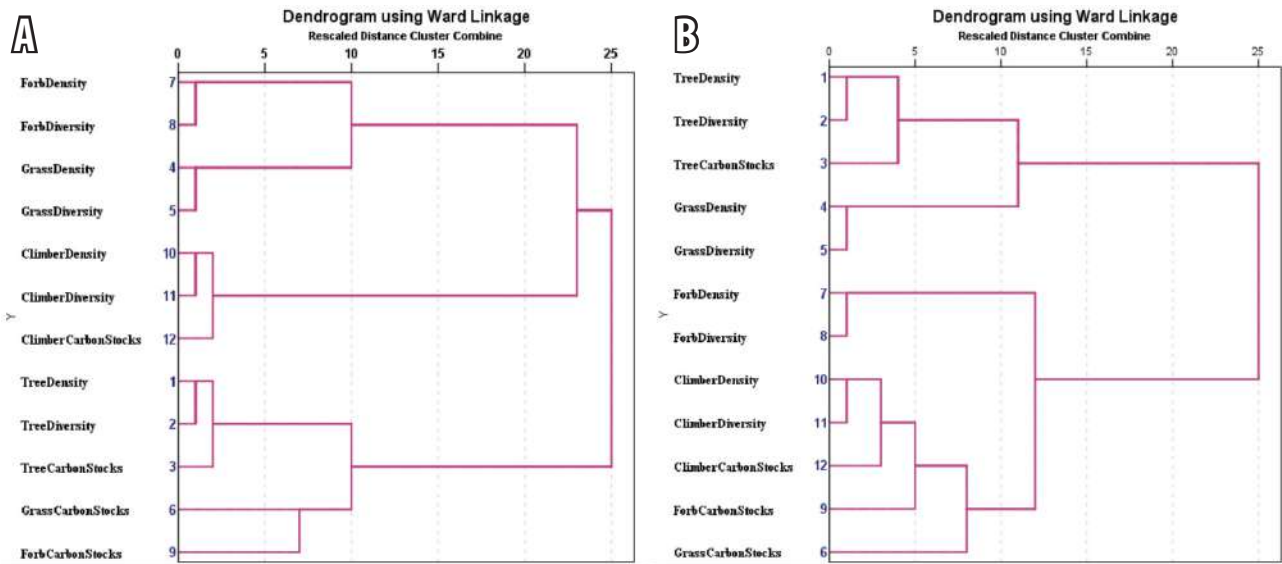 A
Dendrogram using Ward Linkage
Rescaled Distance Cluster Combine
0 5 10 15 20 25
ForbDensity 7
ForbDiversity 8
GrassDensity 4
GrassDiversity 5
ClimberDensity 10
ClimberDiversity 11
Y
ClimberCarbonStocks 12
TreeDensity 1
TreeDiversity 2
TreeCarbonStocks 3
GrassCarbonStocks 6
ForbCarbonStocks 9
B
Dendrogram using Ward Linkage
Rescaled Distance Cluster Combine
0 5 10 15 20 25
TreeDensity 1
TreeDiversity 2
TreeCarbonStocks 3
GrassDensity 4
GrassDiversity 5
ForbDensity 7
Y
ForbDiversity 8
ClimberDensity 10
ClimberDiversity 11
ClimberCarbonStocks 12
ForbCarbonStocks 9
GrassCarbonStocks 6